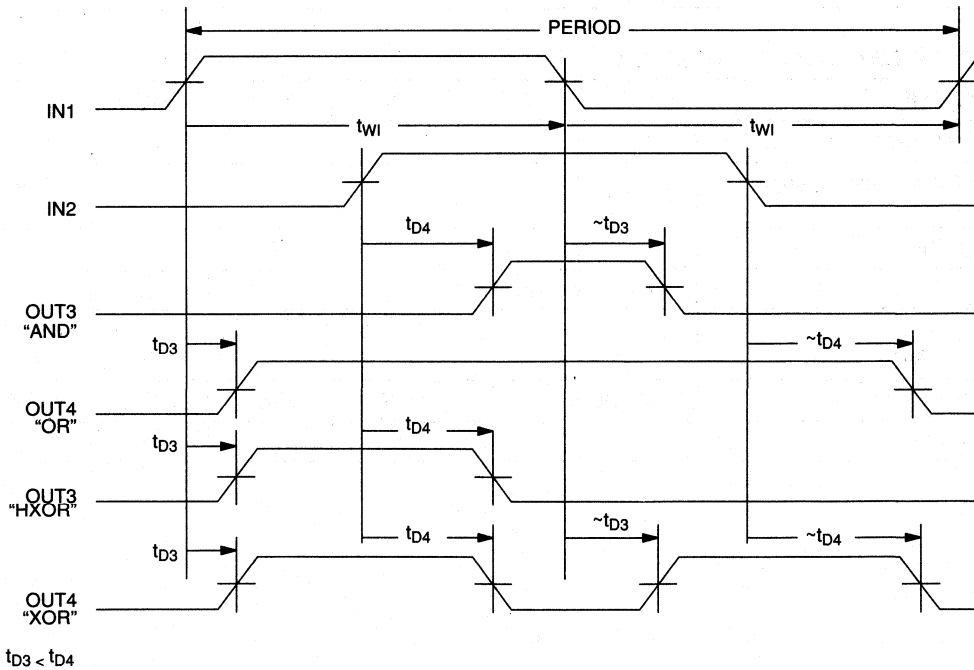 PERIOD
IN1
tWI tWI
IN2
tD4 ~tD3
OUT3
“AND”
tD3 ~tD4
OUT4
“OR”
tD3 tD4
OUT3
“HXOR”
tD3 tD4 ~tD3 ~tD4
OUT4
“XOR”
tD3 < tD4